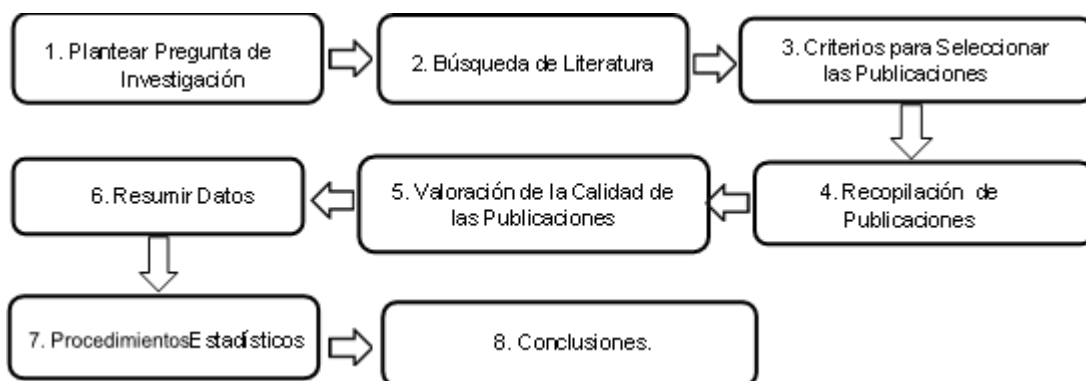 1. Plantear Pregunta de
Investigación
2. Búsqueda de Literatura
3. Criterios para Seleccionar
las Publicaciones
4. Recopilación de
Publicaciones
5. Valoración de la Calidad de
las Publicaciones
6. Resumir Datos
7. ProcedimientosEstadísticos
8. Conclusiones.